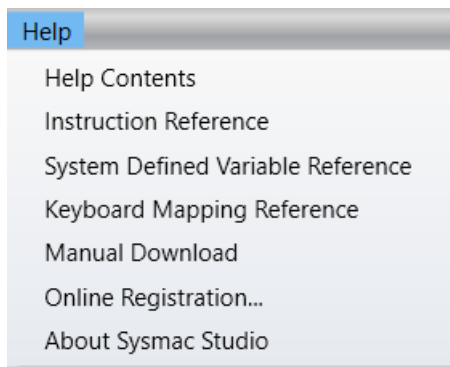 Help
Help Contents
Instruction Reference
System Defined Variable Reference
Keyboard Mapping Reference
Manual Download
Online Registration...
About Sysmac Studio